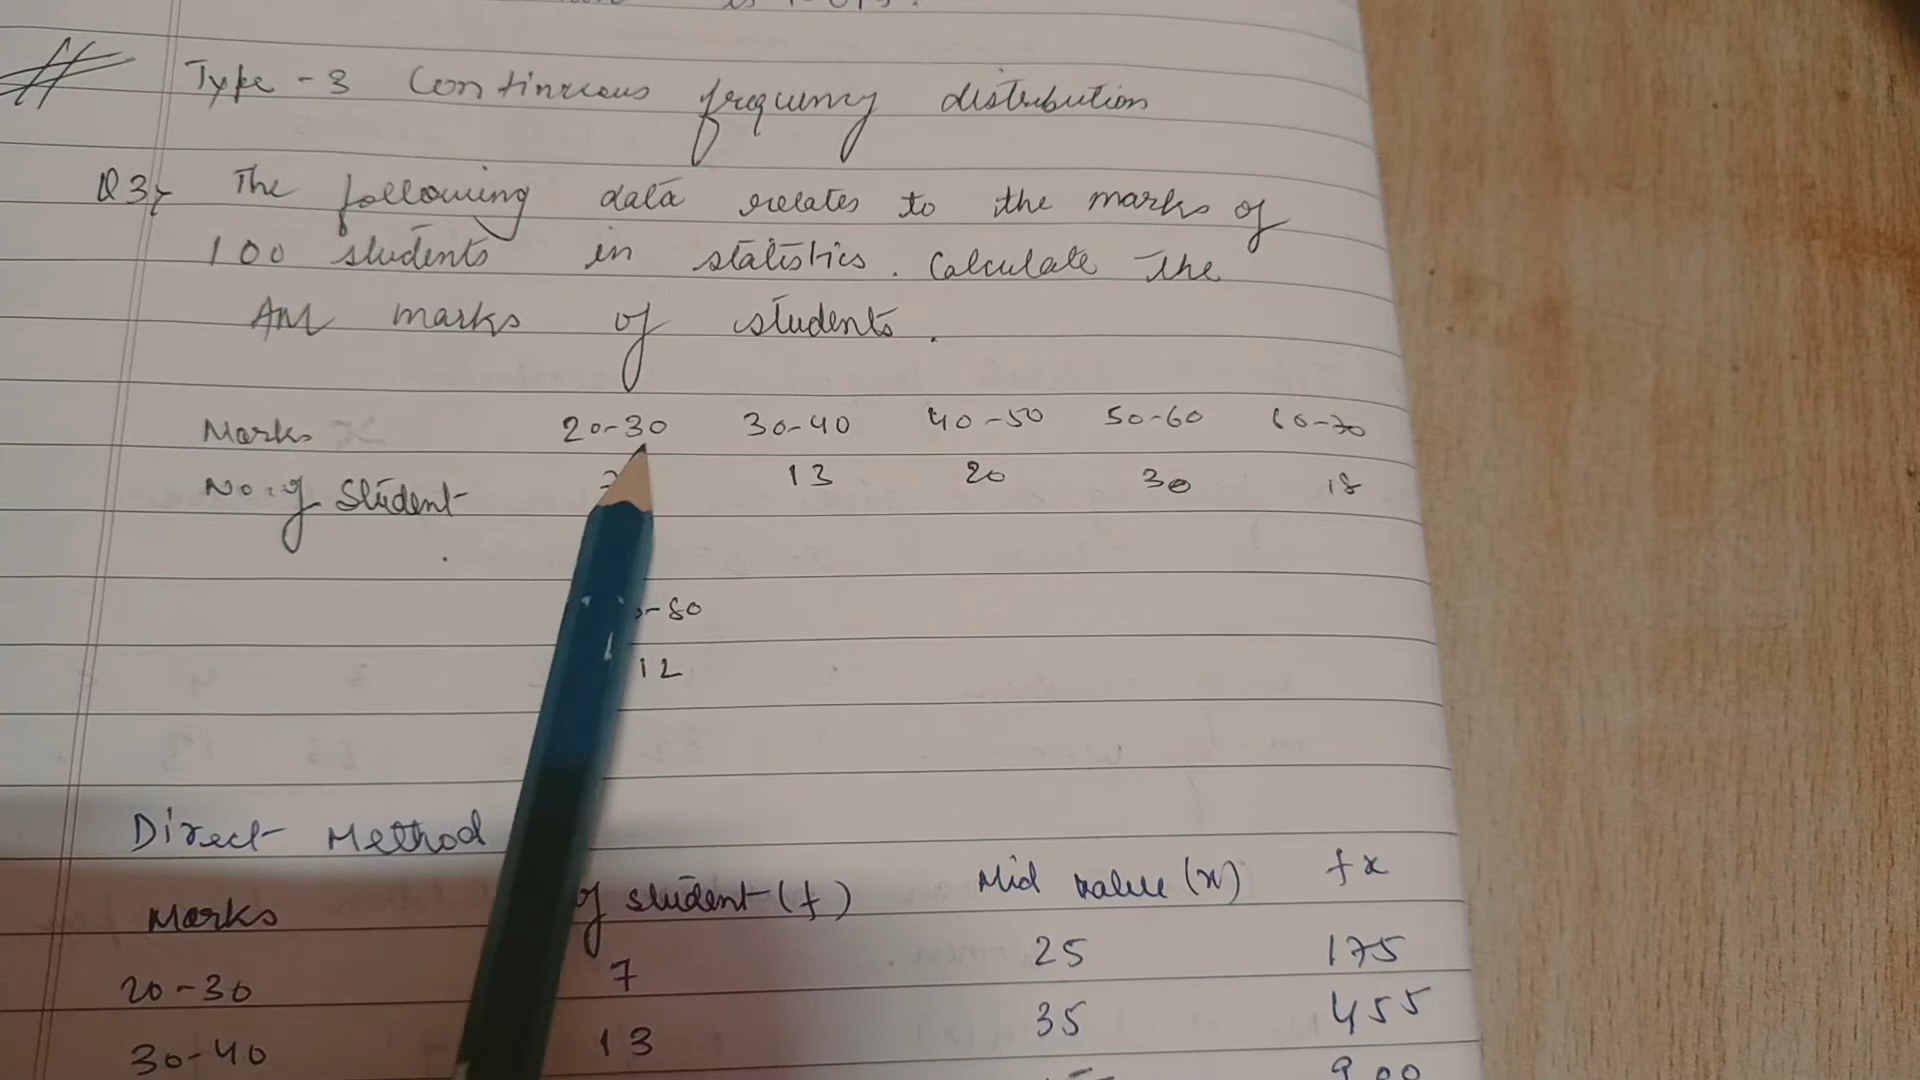 Type - 3 Continuous frequency distribution
Q3 The following data relates to the marks of
100 students in statistics. Calculate the
AM marks of students.
Marks 20-30 30-40 40-50 50-60 60-70
No. of Student 13 20 30 18
-80
12
Direct Method
Marks of student (f) Mid value (x) fx
20-30 7 25 175
30-40 13 35 455
900